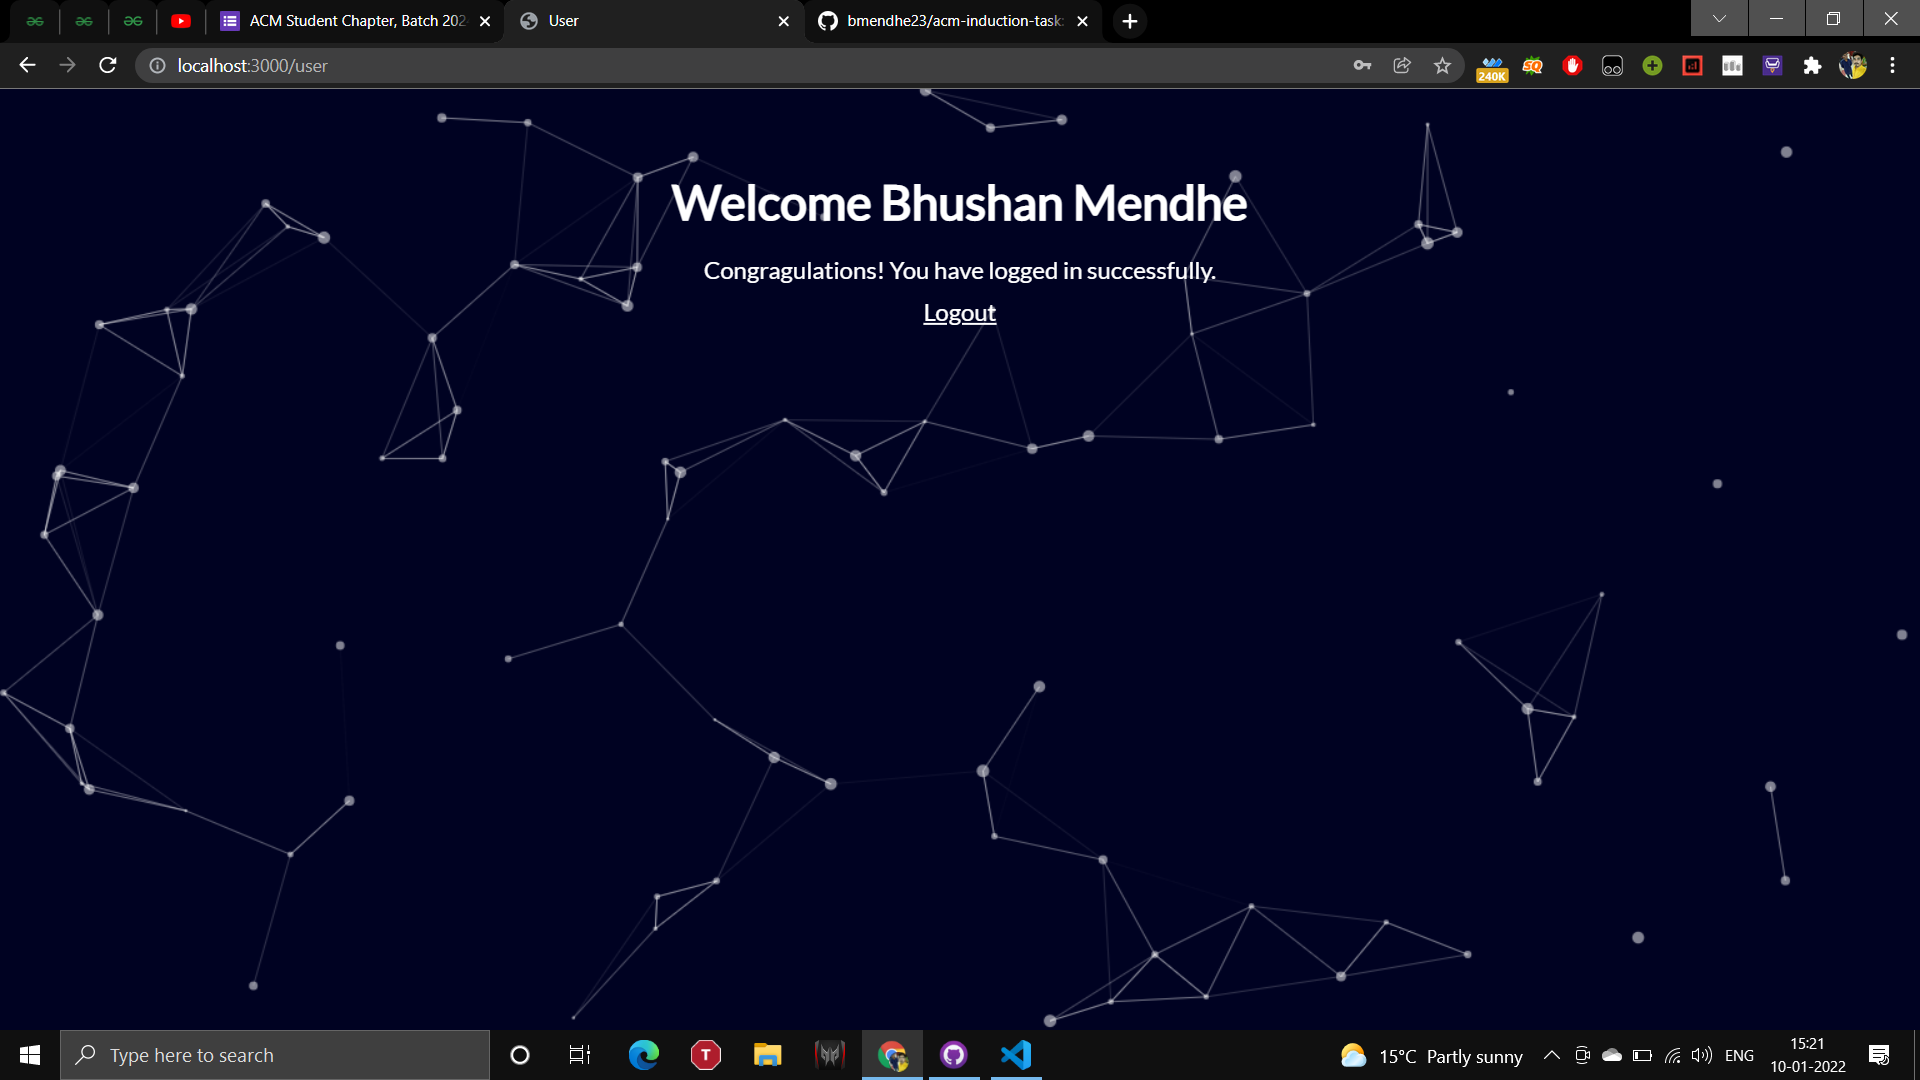 ACM Student Chapter, Batch 202
User
bmendhe23/acm-induction-task
localhost:3000/user
240K
SQ
Welcome Bhushan Mendhe
Congragulations! You have logged in successfully.
Logout
Type here to search
T
15°C Partly sunny
ENG
15:21
10-01-2022